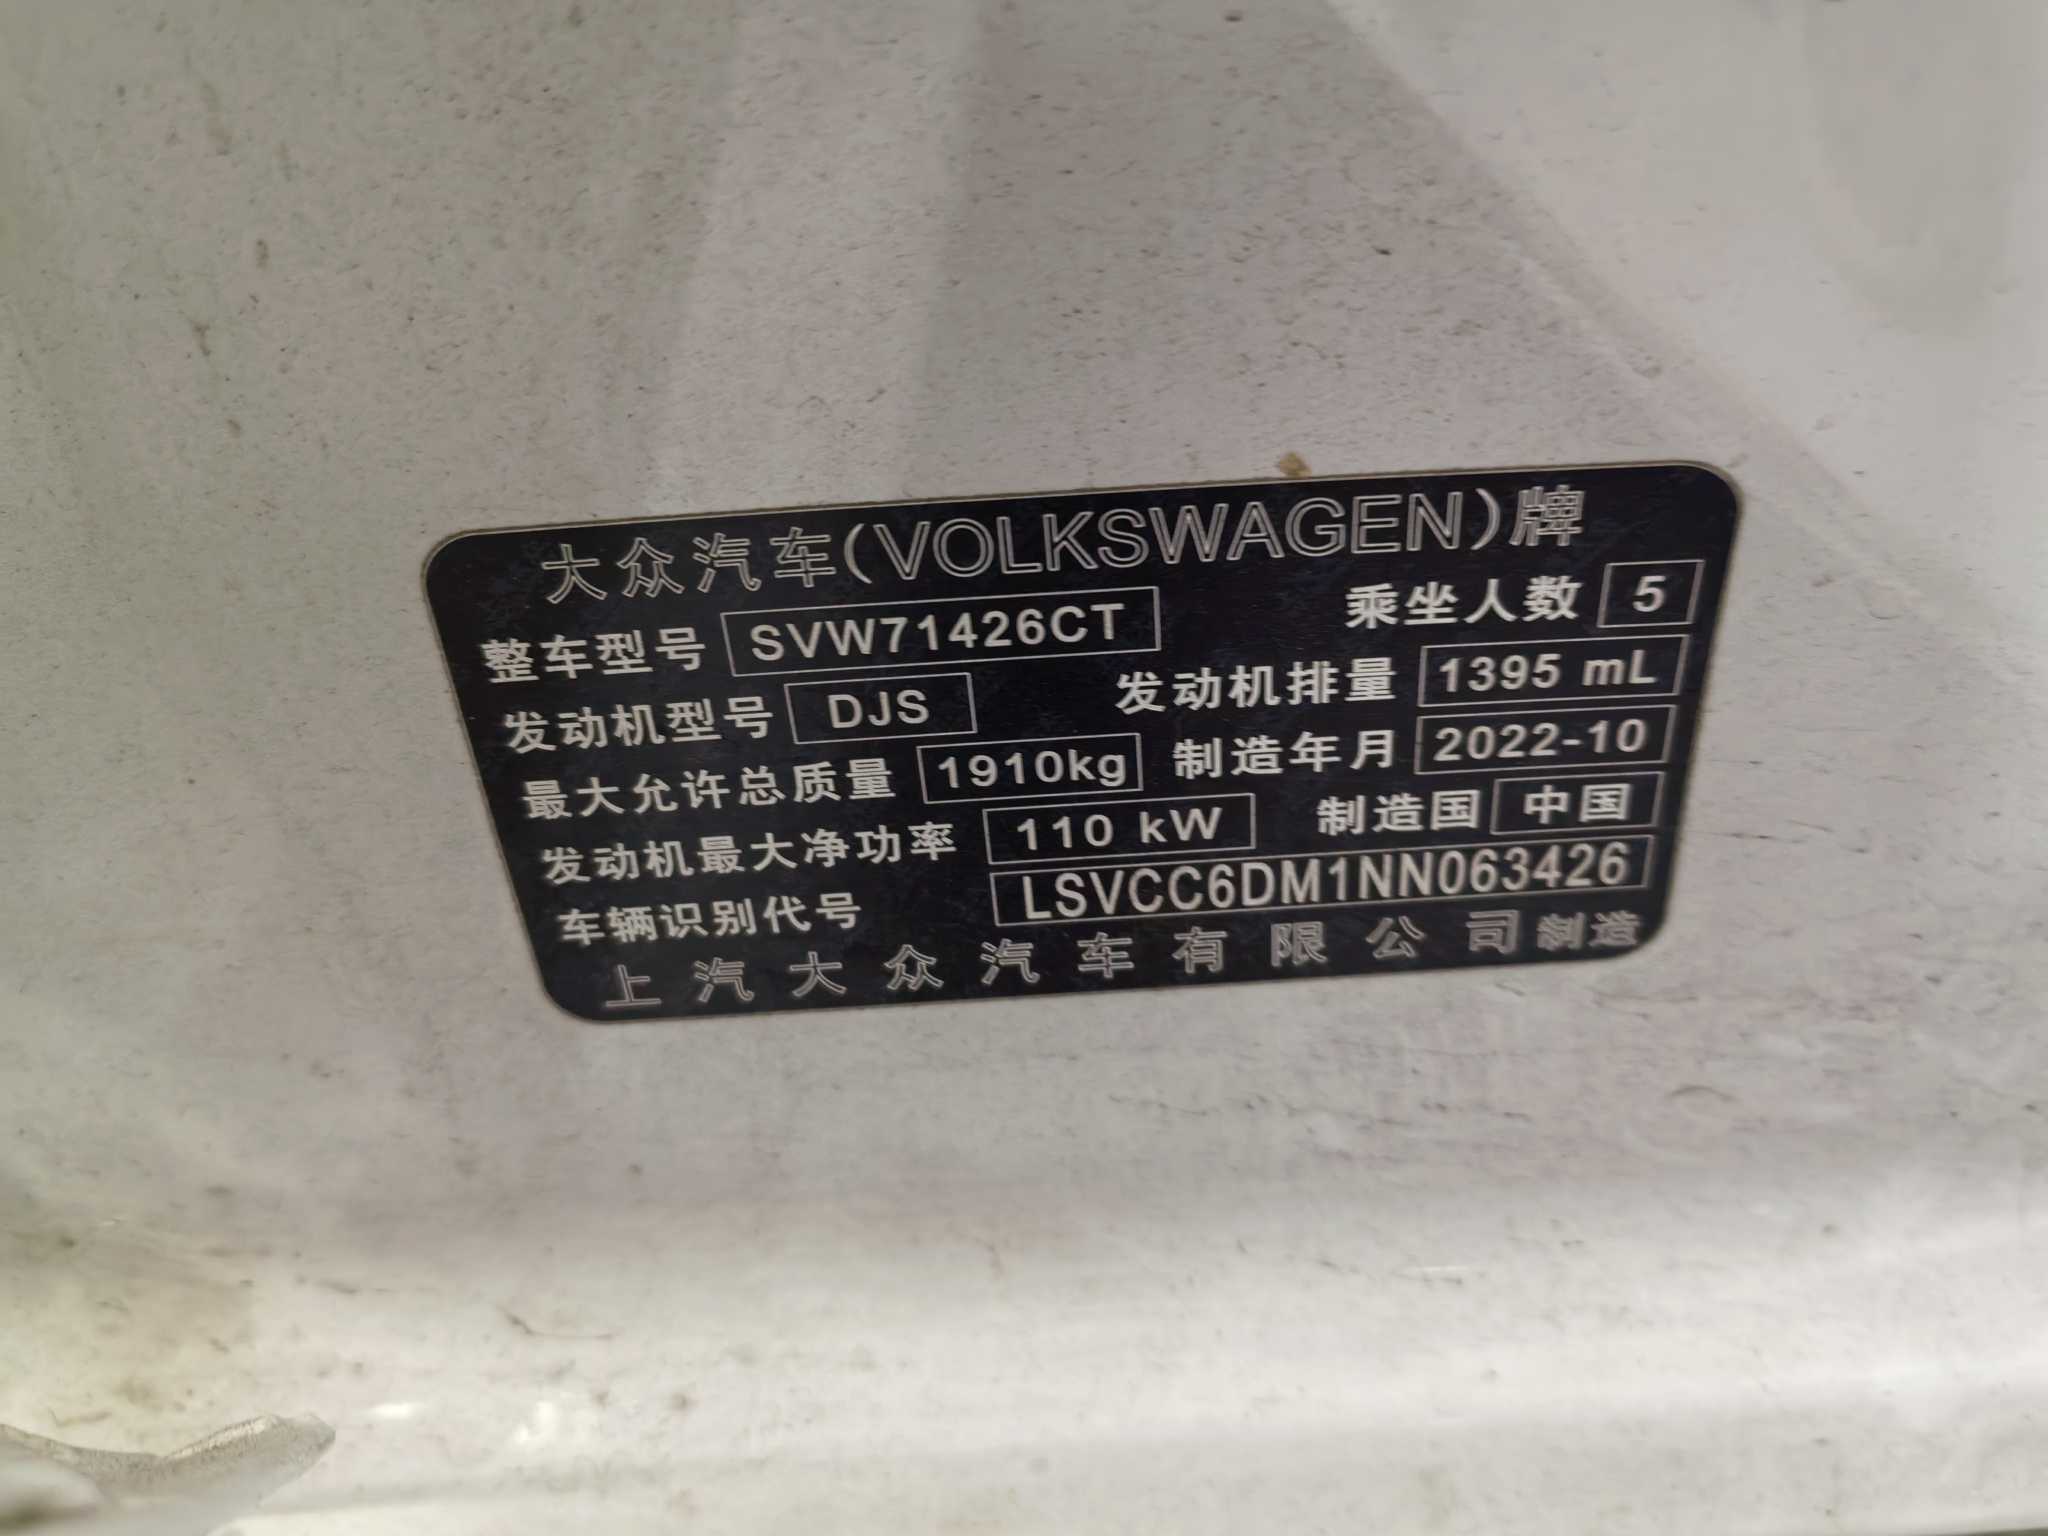 大众汽车(VOLKSWAGEN)牌
整车型号 SVW71426CT 乘坐人数 5
发动机型号 DJS 发动机排量 1395 mL
最大允许总质量 1910kg 制造年月 2022-10
发动机最大净功率 110 kW 制造国 中国
车辆识别代号 LSVCC6DM1NN063426
上汽大众汽车有限公司制造